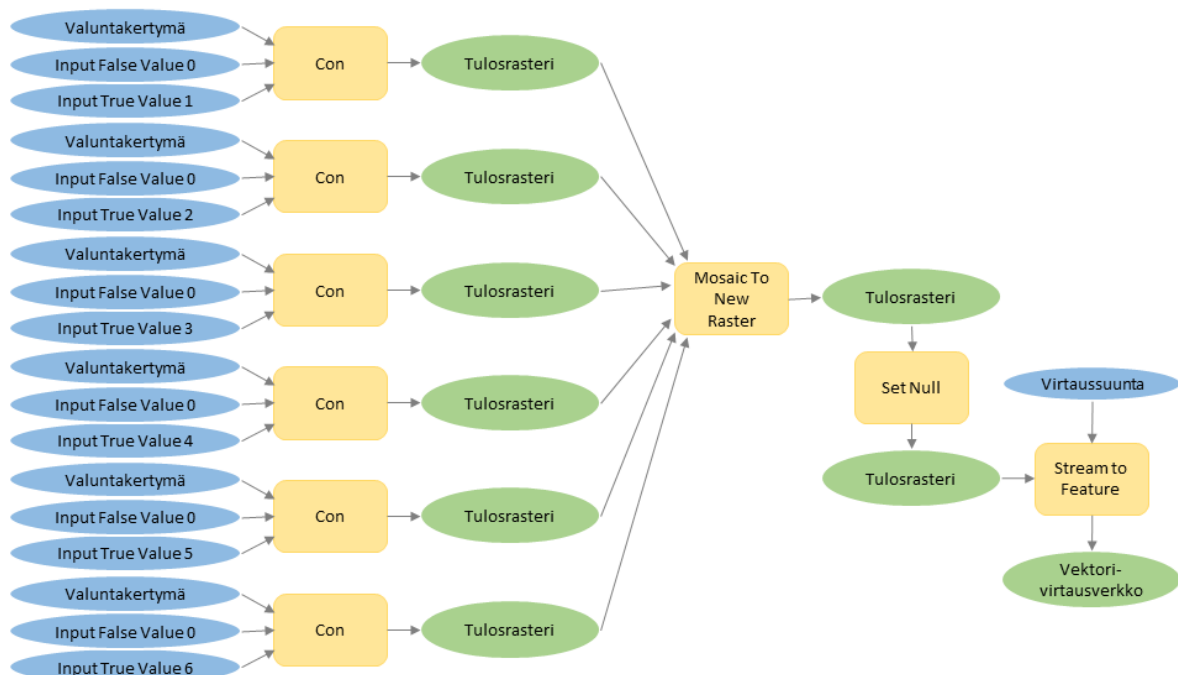 Valuntakertymä
Input False Value 0
Input True Value 1
Con
Tulosrasteri
Valuntakertymä
Input False Value 0
Input True Value 2
Con
Tulosrasteri
Valuntakertymä
Input False Value 0
Input True Value 3
Con
Tulosrasteri
Valuntakertymä
Input False Value 0
Input True Value 4
Con
Tulosrasteri
Valuntakertymä
Input False Value 0
Input True Value 5
Con
Tulosrasteri
Valuntakertymä
Input False Value 0
Input True Value 6
Con
Tulosrasteri
Mosaic To
New
Raster
Tulosrasteri
Set Null
Tulosrasteri
Virtaussuunta
Stream to
Feature
Vektori-
virtausverkko